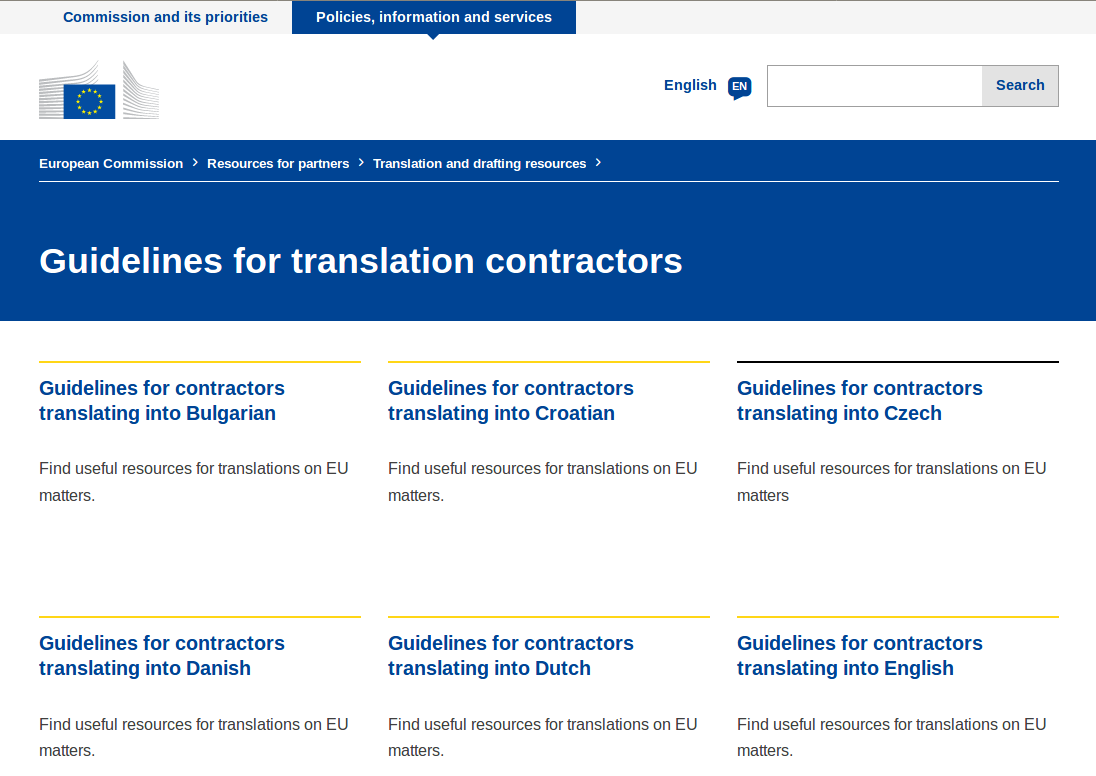 Commission and its priorities
Policies, information and services
English
EN
Search
European Commission
Resources for partners
Translation and drafting resources
Guidelines for translation contractors
Guidelines for contractors
translating into Bulgarian
Find useful resources for translations on EU
matters.
Guidelines for contractors
translating into Croatian
Find useful resources for translations on EU
matters.
Guidelines for contractors
translating into Czech
Find useful resources for translations on EU
matters
Guidelines for contractors
translating into Danish
Find useful resources for translations on EU
matters.
Guidelines for contractors
translating into Dutch
Find useful resources for translations on EU
matters.
Guidelines for contractors
translating into English
Find useful resources for translations on EU
matters.